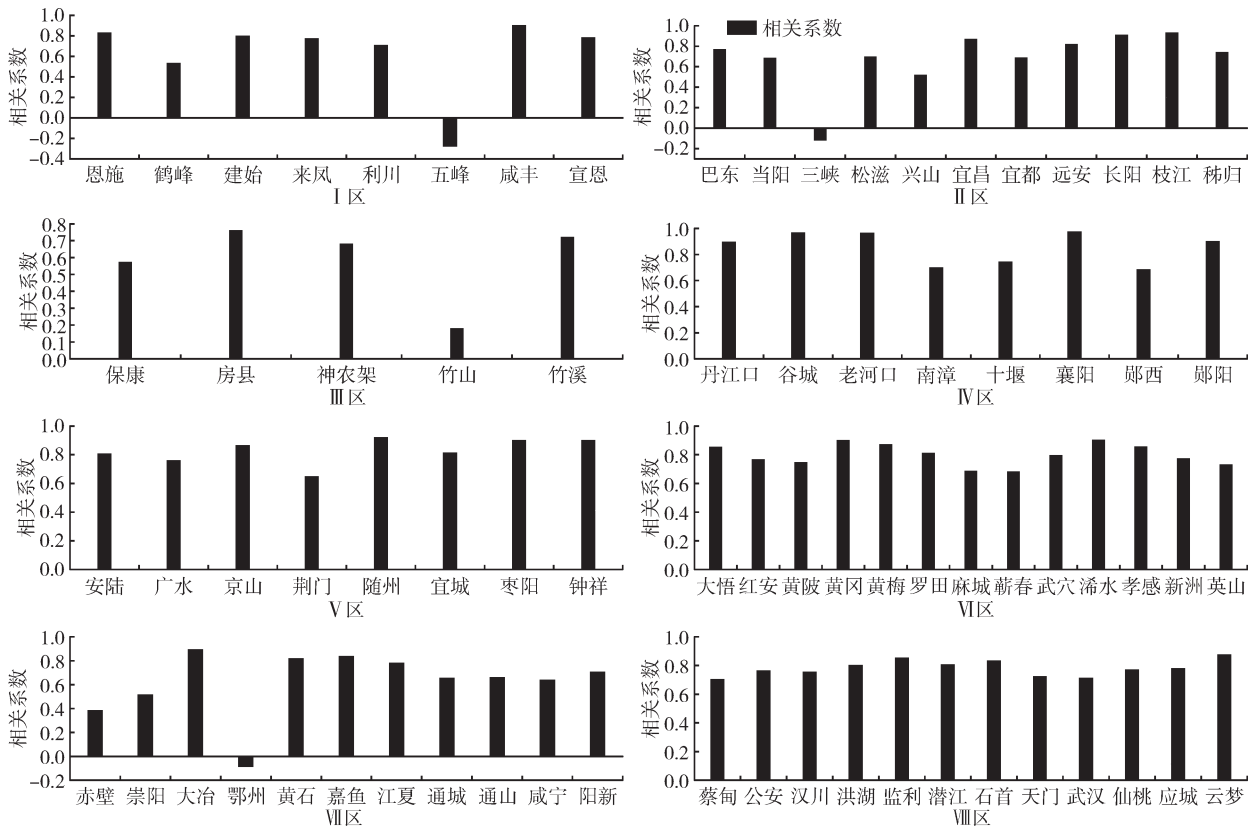 相关系数
1.0
0.8
0.6
0.4
0.2
0.0
−0.2
−0.4
恩施 鹤峰 建始 来凤 利川 五峰 咸丰 宣恩
Ⅰ区
相关系数
相关系数
1.0
0.8
0.6
0.4
0.2
0.0
−0.2
巴东 当阳 三峡 松滋 兴山 宜昌 宜都 远安 长阳 枝江 秭归
Ⅱ区
相关系数
0.8
0.7
0.6
0.5
0.4
0.3
0.2
0.1
0.0
保康 房县 神农架 竹山 竹溪
Ⅲ区
相关系数
1.0
0.8
0.6
0.4
0.2
0.0
丹江口 谷城 老河口 南漳 十堰 襄阳 郧西 郧阳
Ⅳ区
相关系数
1.0
0.8
0.6
0.4
0.2
0.0
安陆 广水 京山 荆门 随州 宜城 枣阳 钟祥
Ⅴ区
相关系数
1.0
0.8
0.6
0.4
0.2
0.0
大悟 红安 黄陂 黄冈 黄梅 罗田 麻城 蕲春 武穴 浠水 孝感 新洲 英山
Ⅵ区
相关系数
1.0
0.8
0.6
0.4
0.2
0.0
−0.2
赤壁 崇阳 大冶 鄂州 黄石 嘉鱼 江夏 通城 通山 咸宁 阳新
Ⅶ区
相关系数
1.0
0.8
0.6
0.4
0.2
0.0
蔡甸 公安 汉川 洪湖 监利 潜江 石首 天门 武汉 仙桃 应城 云梦
Ⅷ区